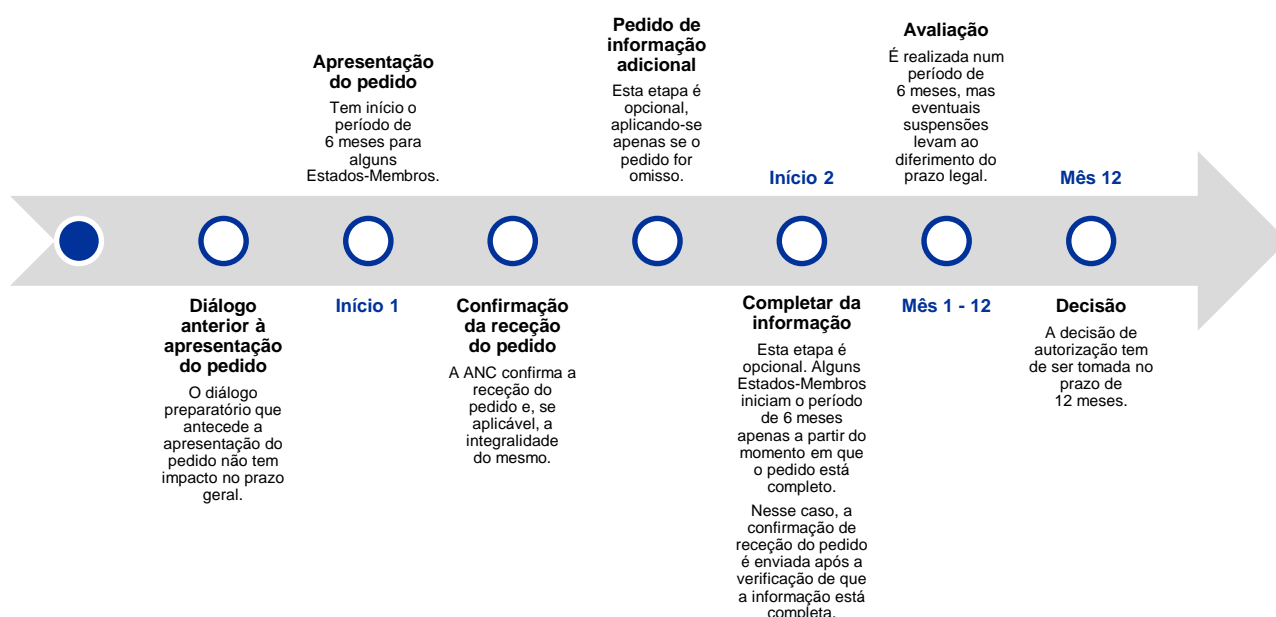 Diálogo
anterior à
apresentação
do pedido
O diálogo
preparatório que
antecede a
apresentação do
pedido não tem
impacto no prazo
geral.
Apresentação
do pedido
Tem início o
período de
6 meses para
alguns
Estados-Membros.
Início 1
Confirmação
da receção
do pedido
A ANC confirma a
receção do
pedido e, se
aplicável, a
integralidade
do mesmo.
Pedido de
informação
adicional
Esta etapa é
opcional,
aplicando-se
apenas se o
pedido for
omisso.
Início 2
Completar da
informação
Esta etapa é
opcional. Alguns
Estados-Membros
iniciam o período
de 6 meses
apenas a partir do
momento em que
o pedido está
completo.
Nesse caso, a
confirmação de
receção do pedido
é enviada após a
verificação de que
a informação está
completa.
Avaliação
É realizada num
período de
6 meses, mas
eventuais
suspensões
levam ao
diferimento do
prazo legal.
Mês 1 - 12
Mês 12
Decisão
A decisão de
autorização tem
de ser tomada no
prazo de
12 meses.